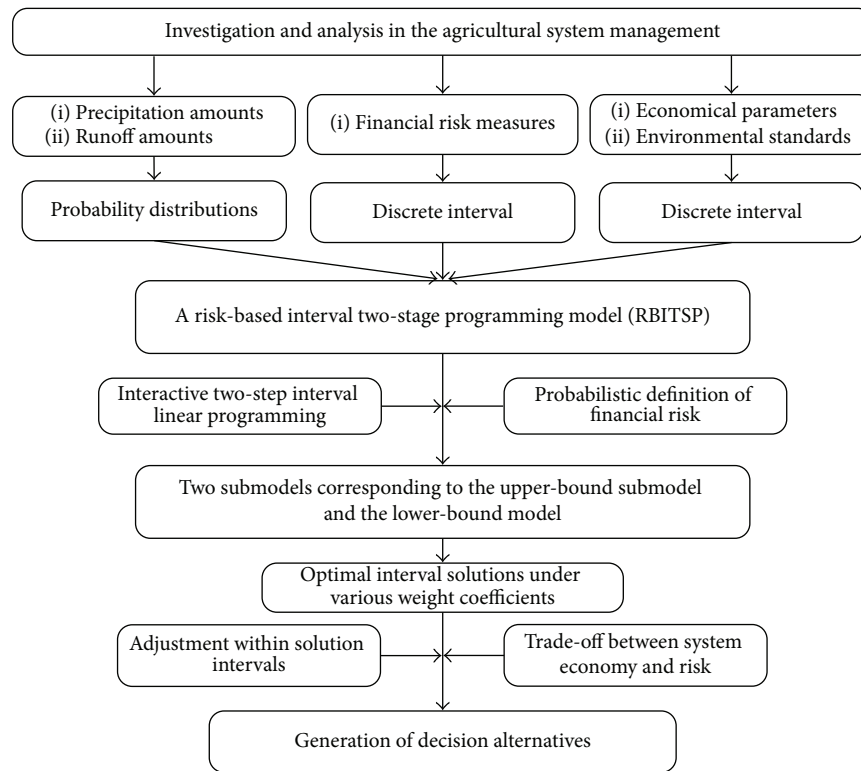 Investigation and analysis in the agricultural system management
(i) Precipitation amounts
(ii) Runoff amounts
(i) Financial risk measures
(i) Economical parameters
(ii) Environmental standards
Probability distributions
Discrete interval
Discrete interval
A risk-based interval two-stage programming model (RBITSP)
Interactive two-step interval
linear programming
Probabilistic definition of
financial risk
Two submodels corresponding to the upper-bound submodel
and the lower-bound model
Optimal interval solutions under
various weight coefficients
Adjustment within solution
intervals
Trade-off between system
economy and risk
Generation of decision alternatives